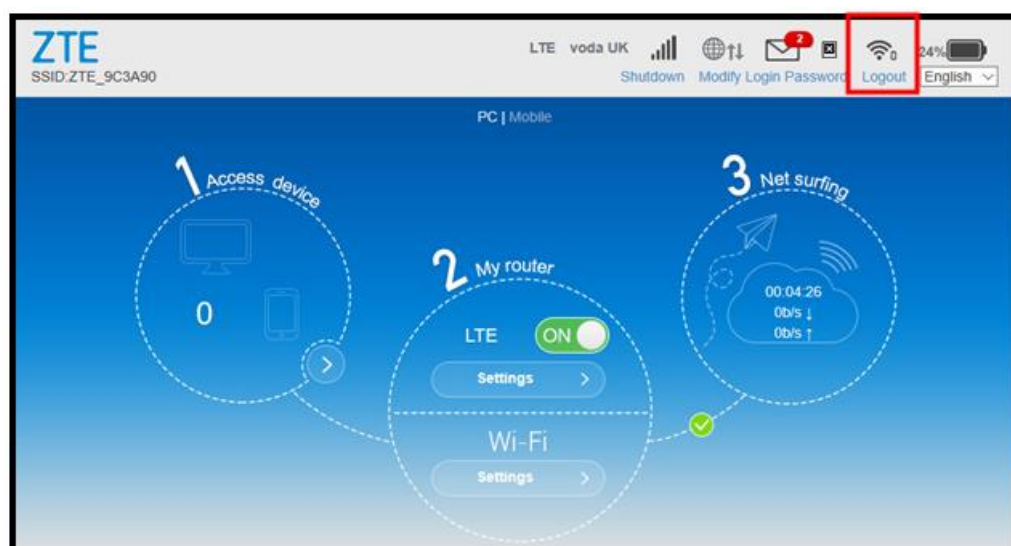 ZTE
SSID:ZTE_9C3A90
LTE voda UK 2 0 24%
Shutdown Modify Login Password Logout English
PC | Mobile
1 Access device
0
2 My router
LTE ON
Settings
Wi-Fi
Settings
3 Net surfing
00:04:26
0b/s ↓
0b/s ↑